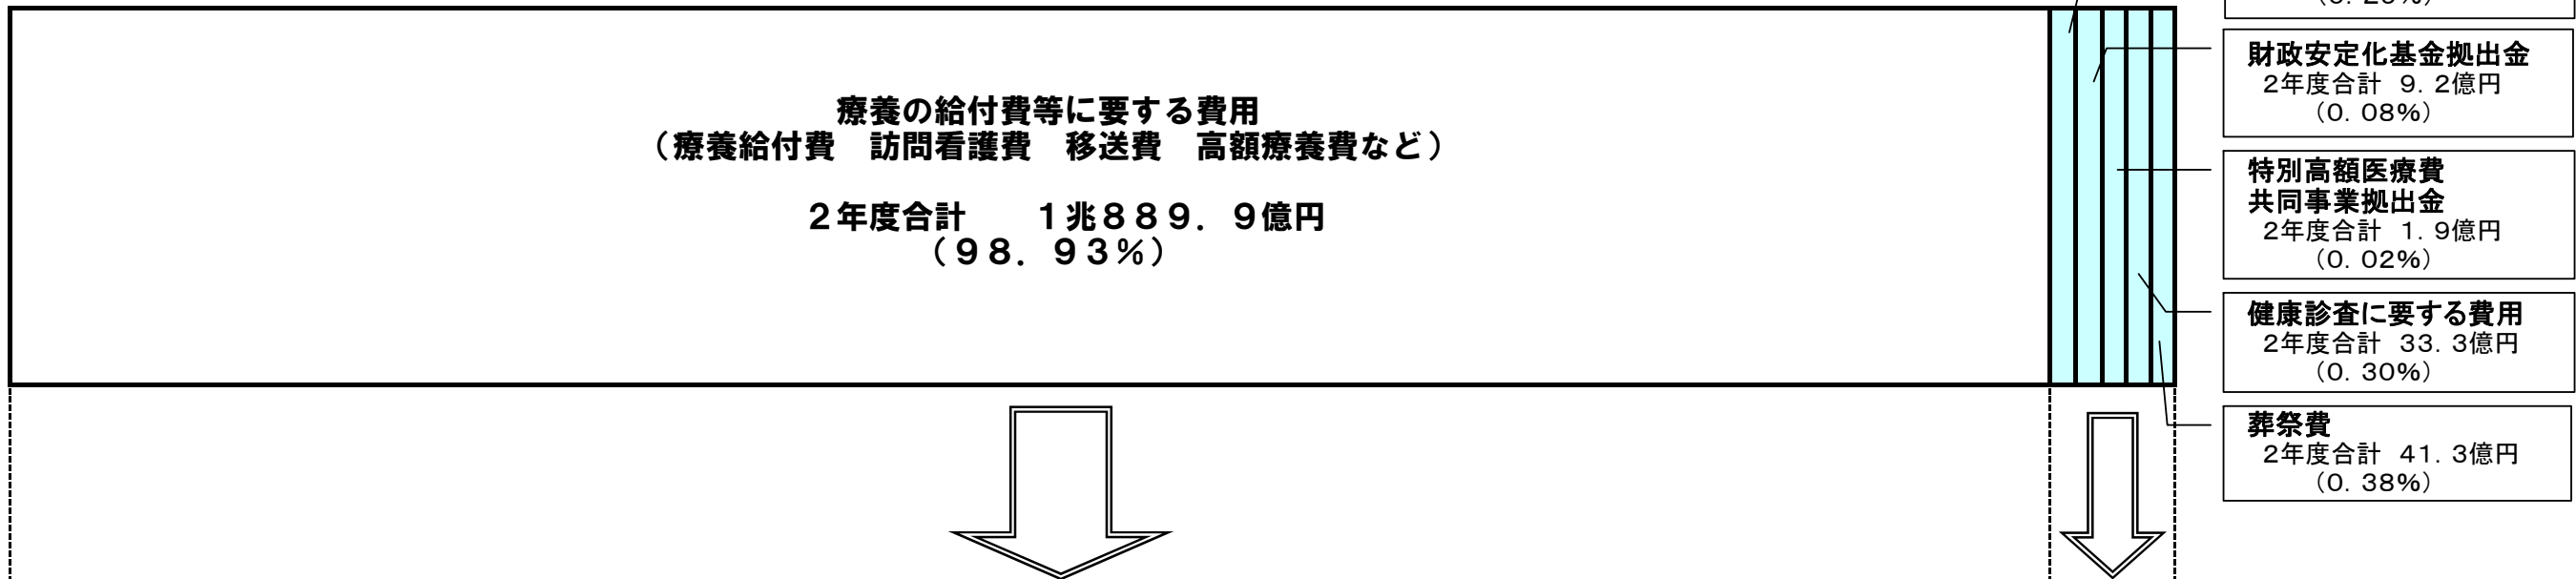 療養の給付費等に要する費用
（療養給付費　訪問看護費　移送費　高額療養費など）
２年度合計　　１兆８８９．９億円
（９８．９３％）
財政安定化基金拠出金
２年度合計　９．２億円
（０．０８％）
特別高額医療費
共同事業拠出金
２年度合計　１．９億円
（０．０２％）
健康診査に要する費用
２年度合計　３３．３億円
（０．３０％）
葬祭費
２年度合計　４１．３億円
（０．３８％）